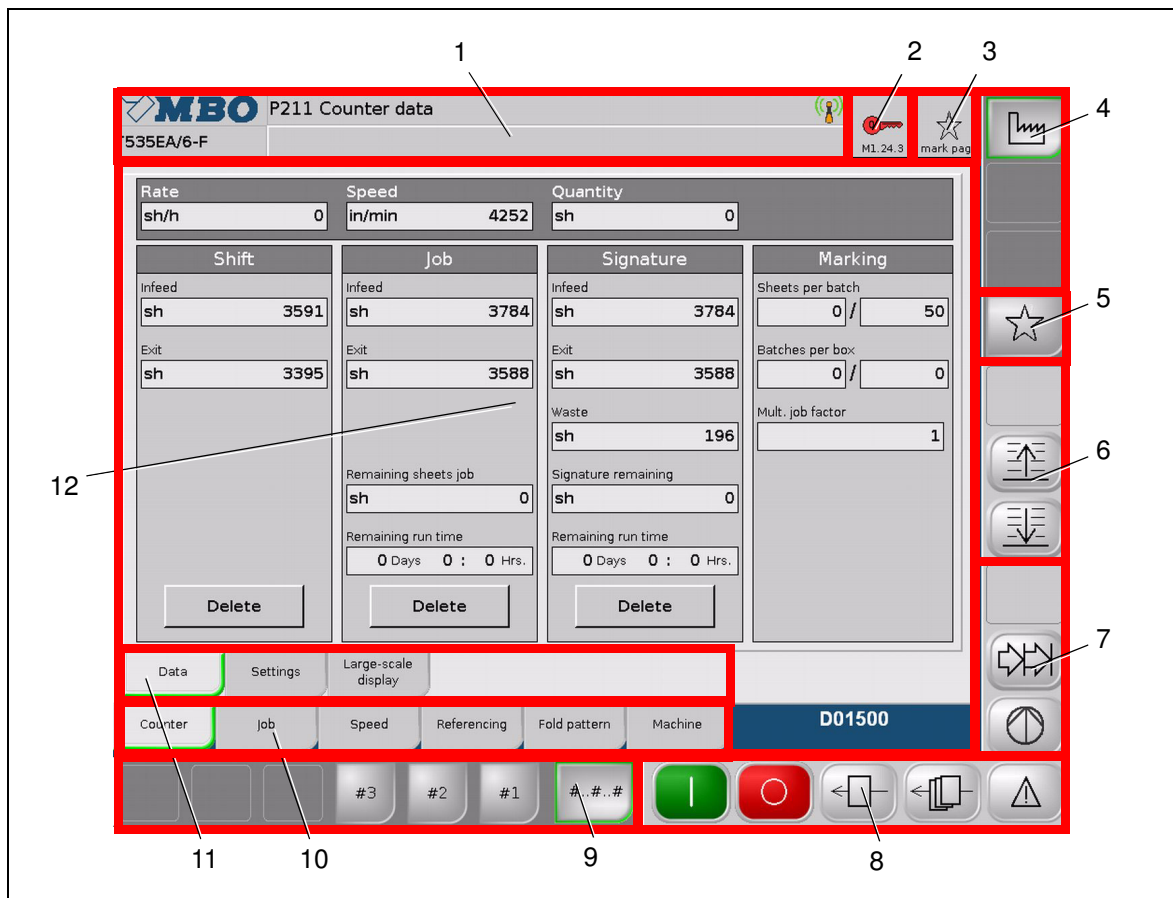 1 2 3
MBO P211 Counter data
T535EA/6-F
M1.24.3 mark pag
4
Rate Speed Quantity
sh/h 0 in/min 4252 sh 0
Shift Job Signature Marking
Infeed Infeed Infeed Sheets per batch
sh 3591 sh 3784 sh 3784 0 / 50
5
Exit Exit Exit Batches per box
sh 3395 sh 3588 sh 3588 0 / 0
Waste Mult. job factor
sh 196 1
6
12
Remaining sheets job Signature remaining
sh 0 sh 0
Remaining run time Remaining run time
0 Days 0 : 0 Hrs. 0 Days 0 : 0 Hrs.
Delete Delete Delete
7
Data Settings Large-scale
display
Counter Job Speed Referencing Fold pattern Machine D01500
#3 #2 #1 #..#..#
11 10 9 8